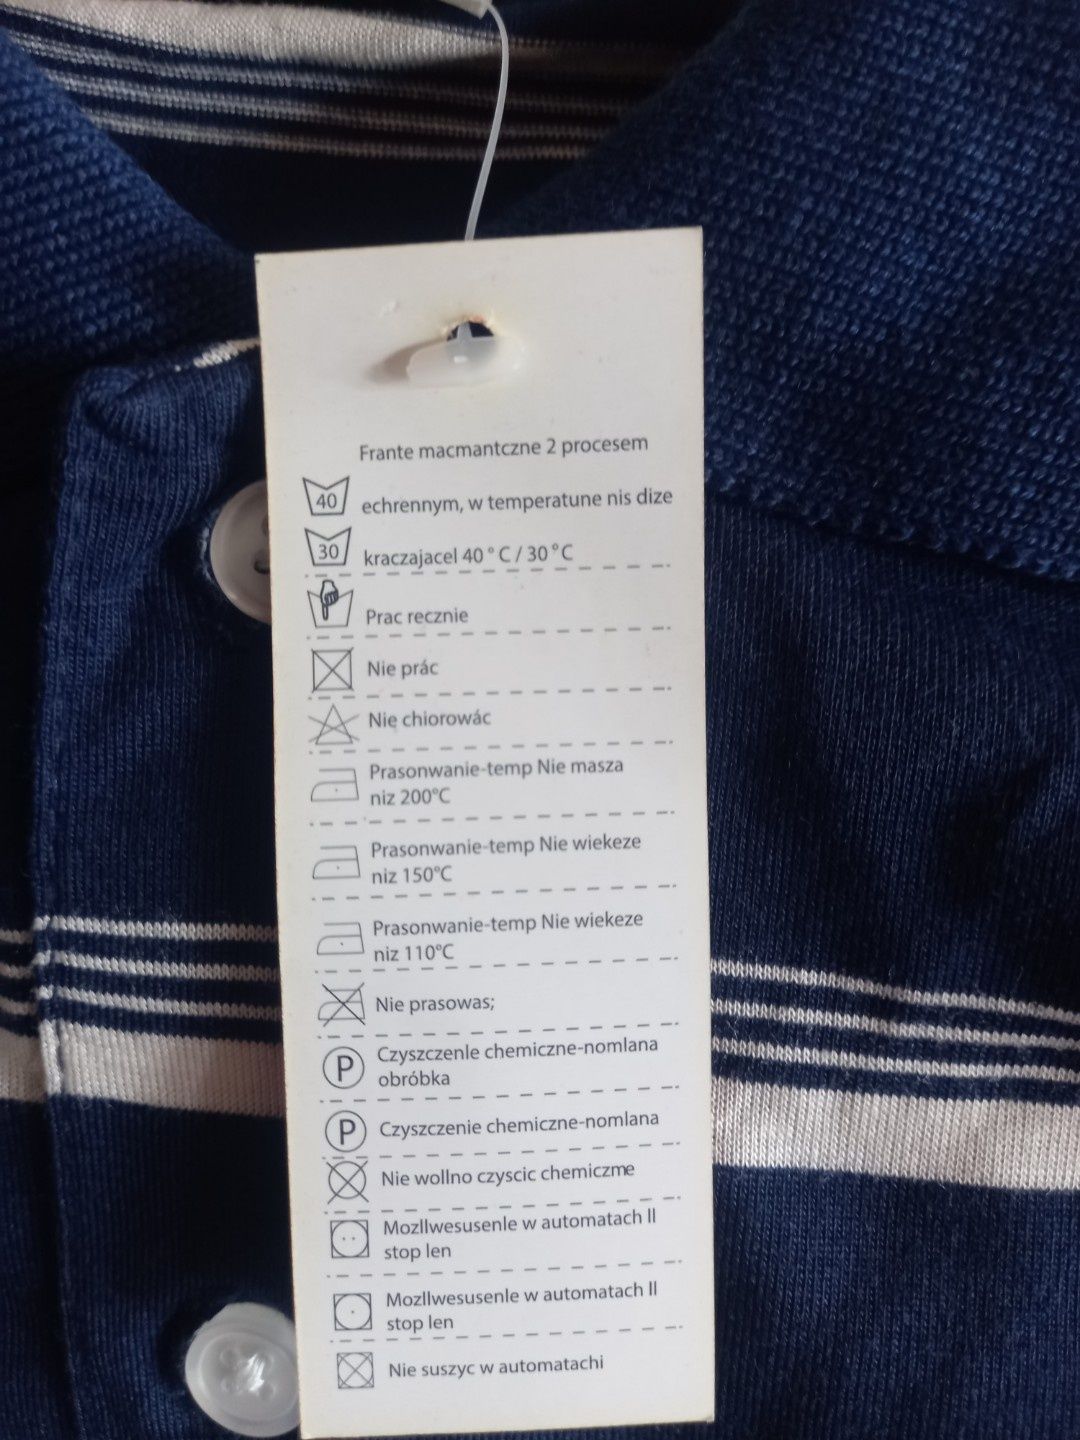 Frante macmantczne 2 procesem
40 echrennym, w temperatune nis dize
30 kraczajacel 40°C / 30°C
Prac recznie
Nie prác
Nię chiorowác
Prasonwanie-temp Nie masza
niz 200°C
Prasonwanie-temp Nie wiekeze
niz 150°C
Prasonwanie-temp Nie wiekeze
niz 110°C
Nie prasowas;
P Czyszczenle chemiczne-nomlana
obróbka
P Czyszczenie chemiczne-nomlana
Nie wollno czyscic chemiczme
Mozllwesusenle w automatach ll
stop len
Mozllwesusenle w automatach ll
stop len
Nie suszyc w automatachi